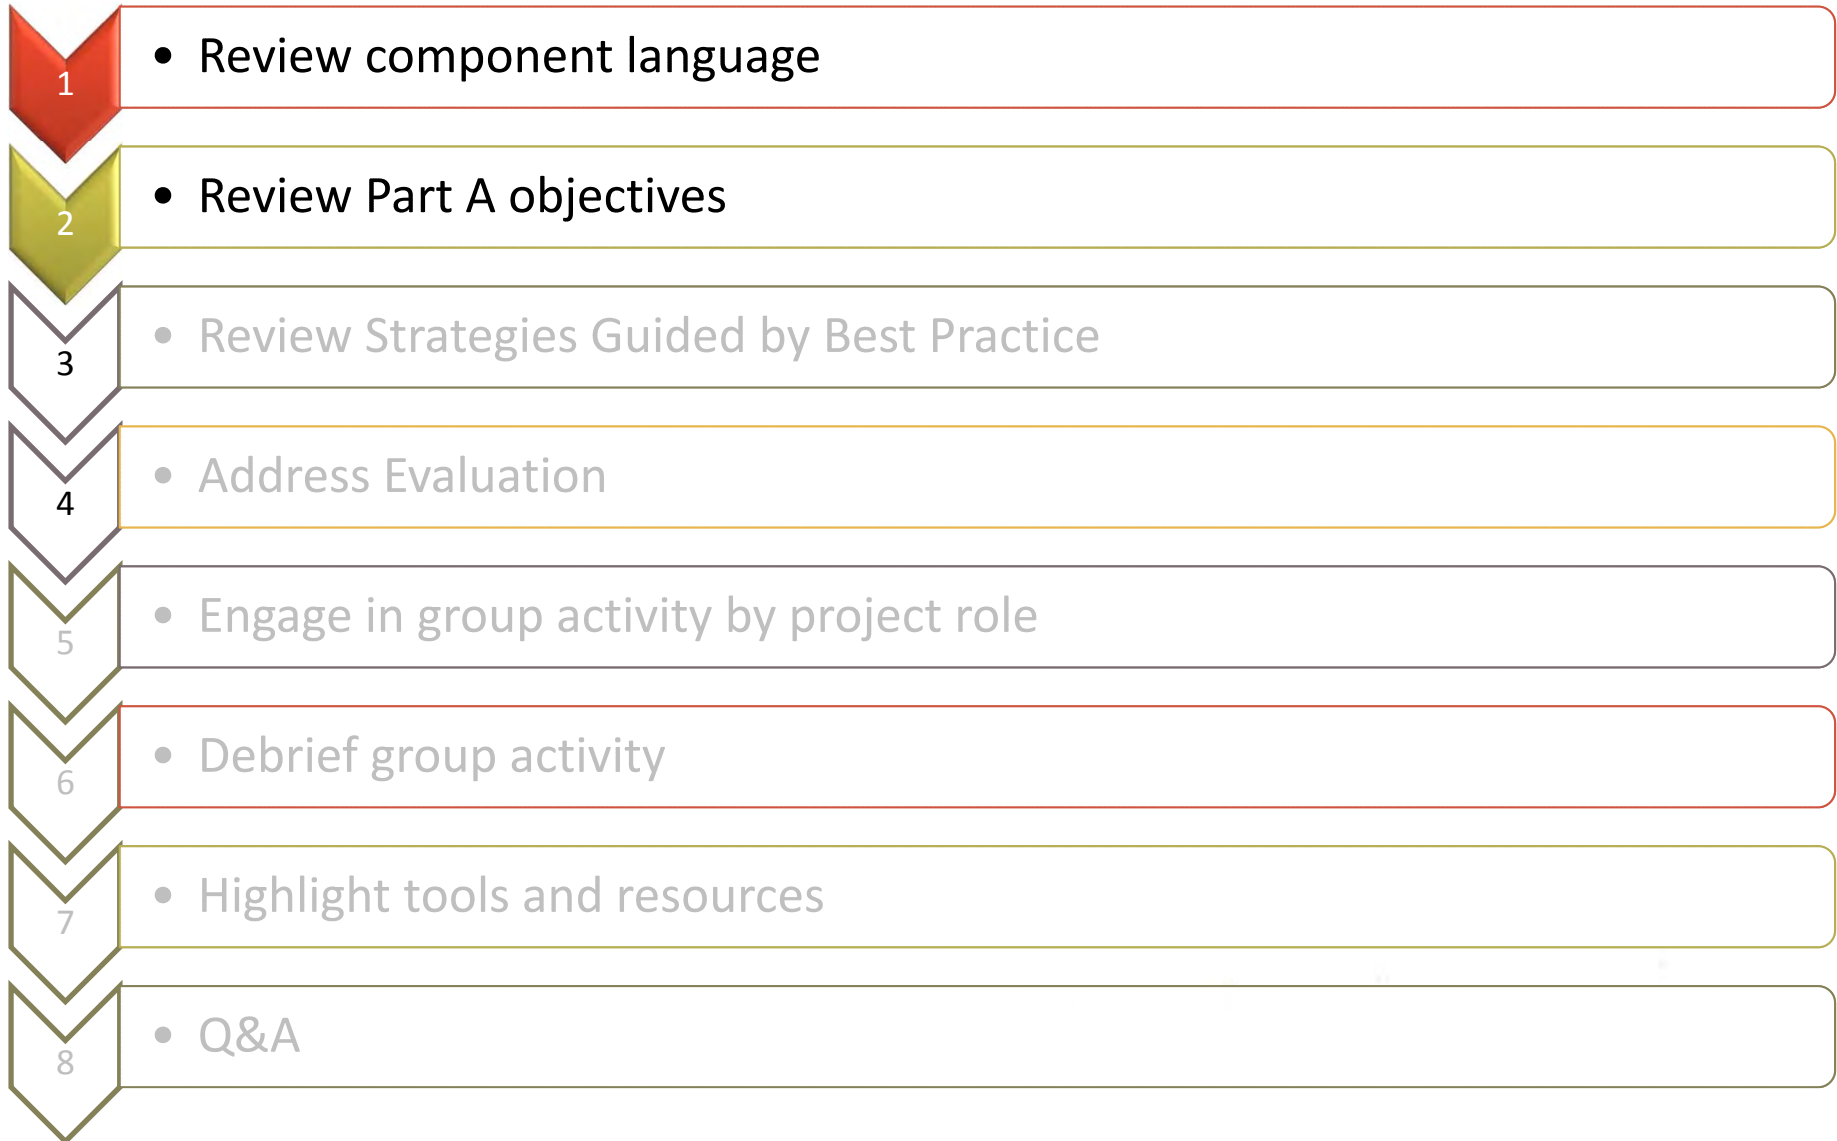 1 • Review component language
2 • Review Part A objectives
3 • Review Strategies Guided by Best Practice
4 • Address Evaluation
5 • Engage in group activity by project role
6 • Debrief group activity
7 • Highlight tools and resources
8 • Q&A